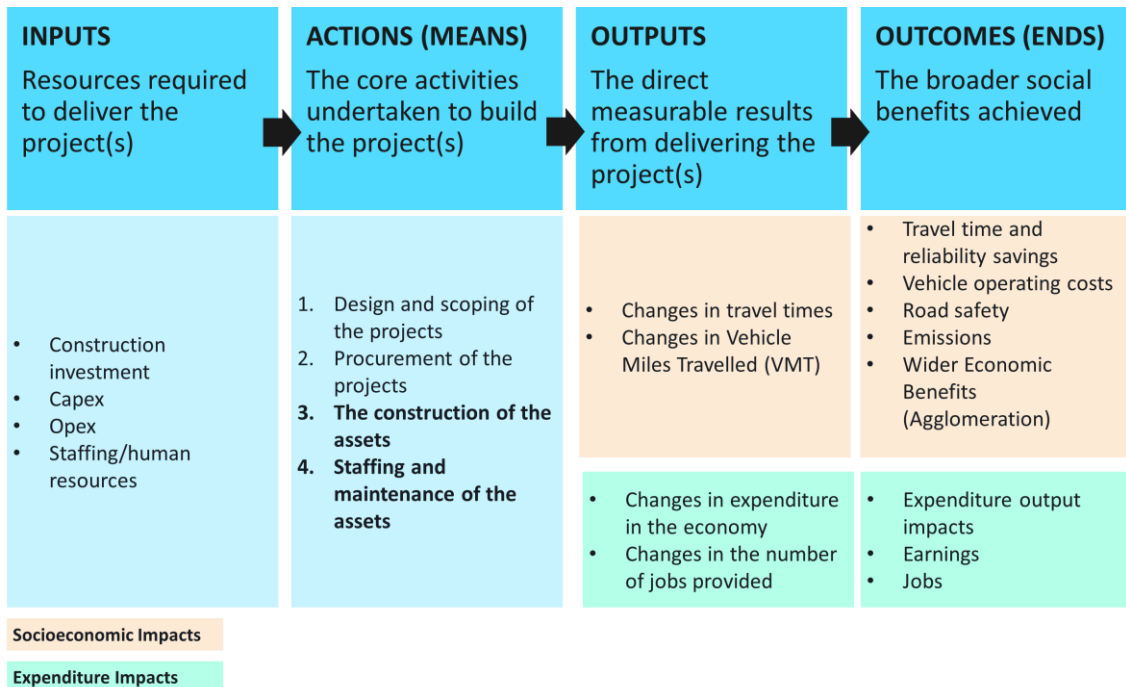 INPUTS
Resources required
to deliver the
project(s)
ACTIONS (MEANS)
The core activities
undertaken to build
the project(s)
OUTPUTS
The direct
measurable results
from delivering the
project(s)
OUTCOMES (ENDS)
The broader social
benefits achieved
• Construction
investment
• Capex
• Opex
• Staffing/human
resources
1. Design and scoping of
the projects
2. Procurement of the
projects
3. The construction of the
assets
4. Staffing and
maintenance of the
assets
• Changes in travel times
• Changes in Vehicle
Miles Travelled (VMT)
• Travel time and
reliability savings
• Vehicle operating costs
• Road safety
• Emissions
• Wider Economic
Benefits
(Agglomeration)
• Changes in expenditure
in the economy
• Changes in the number
of jobs provided
• Expenditure output
impacts
• Earnings
• Jobs
Socioeconomic Impacts
Expenditure Impacts